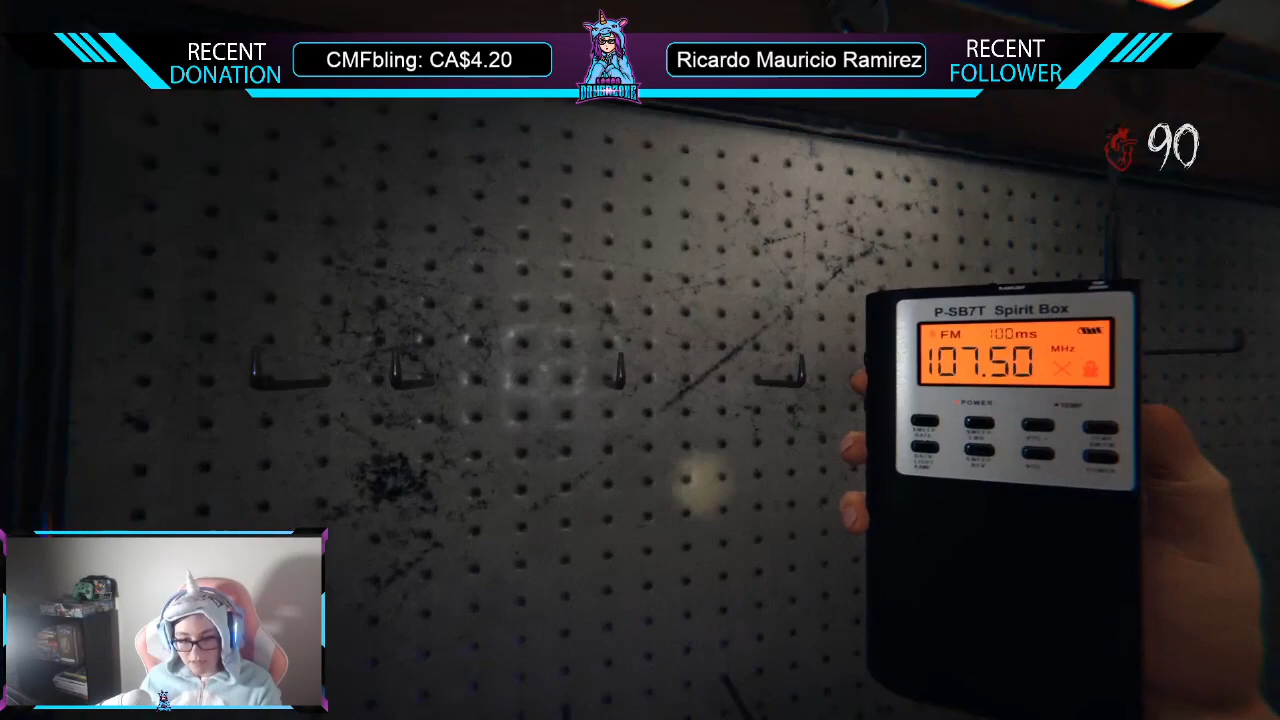 RECENT
DONATION
CMFbling: CA$4.20
Ricardo Mauricio Ramirez
RECENT
FOLLOWER
90
P-SB7T Spirit Box
FM 100ms
107.50 MHz
POWER